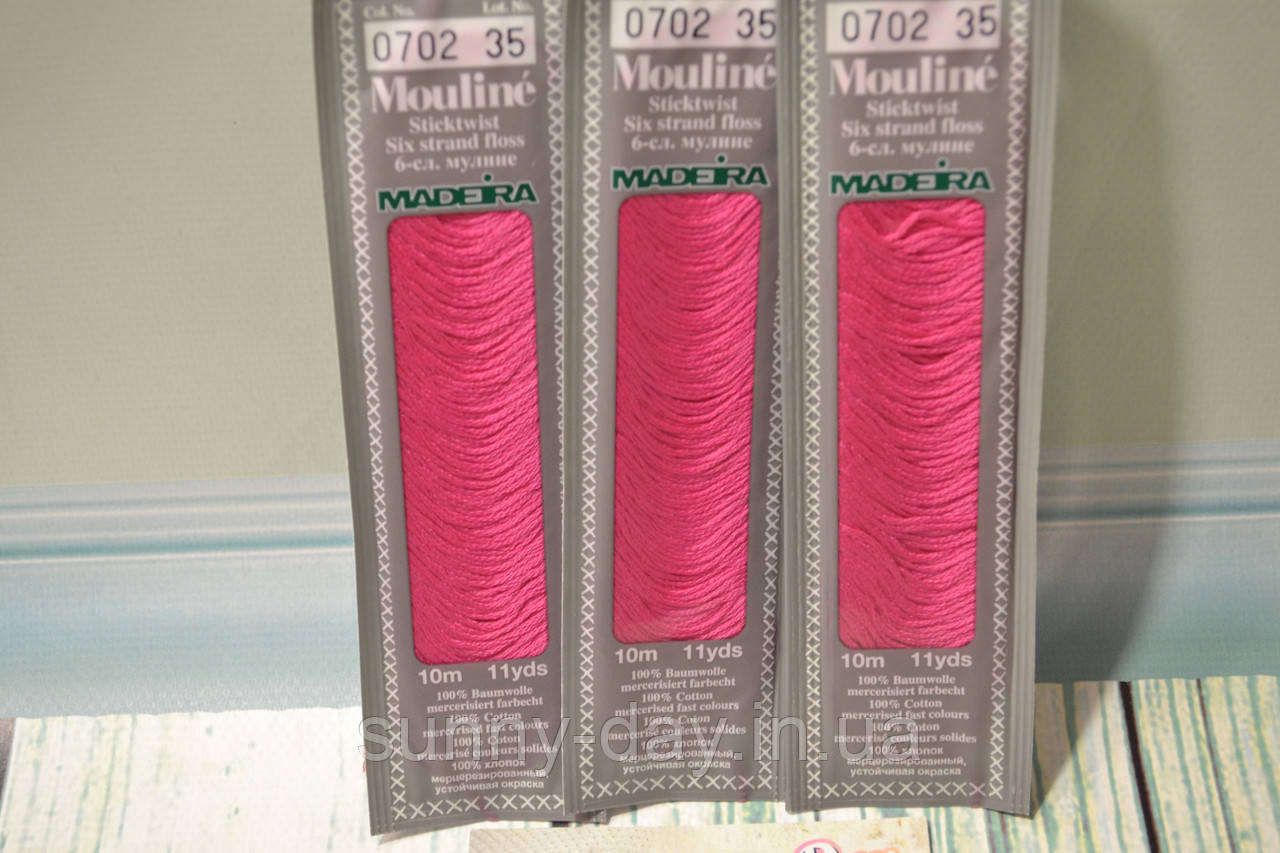 Col. No. Lot. No.
0702 35
Mouliné
Sticktwist
Six strand floss
6-сл. мулине
MADEIRA
10m 11yds
100% Baumwolle
mercerisiert farbecht
100% Cotton
mercerised fast colours
100% Coton
mercerisé couleurs solides
100% хлопок
мерцерезированный,
устойчивая окраска
0702 35
Mouliné
Sticktwist
Six strand floss
6-сл. мулине
MADEIRA
10m 11yds
100% Baumwolle
mercerisiert farbecht
100% Cotton
mercerised fast colours
100% Coton
mercerisé couleurs solides
100% хлопок
мерцерезированный,
устойчивая окраска
0702 35
Mouliné
Sticktwist
Six strand floss
6-сл. мулине
MADEIRA
10m 11yds
100% Baumwolle
mercerisiert farbecht
100% Cotton
mercerised fast colours
100% Coton
mercerisé couleurs solides
100% хлопок
мерцерезированный,
устойчивая окраска
sunny-day.in.ua